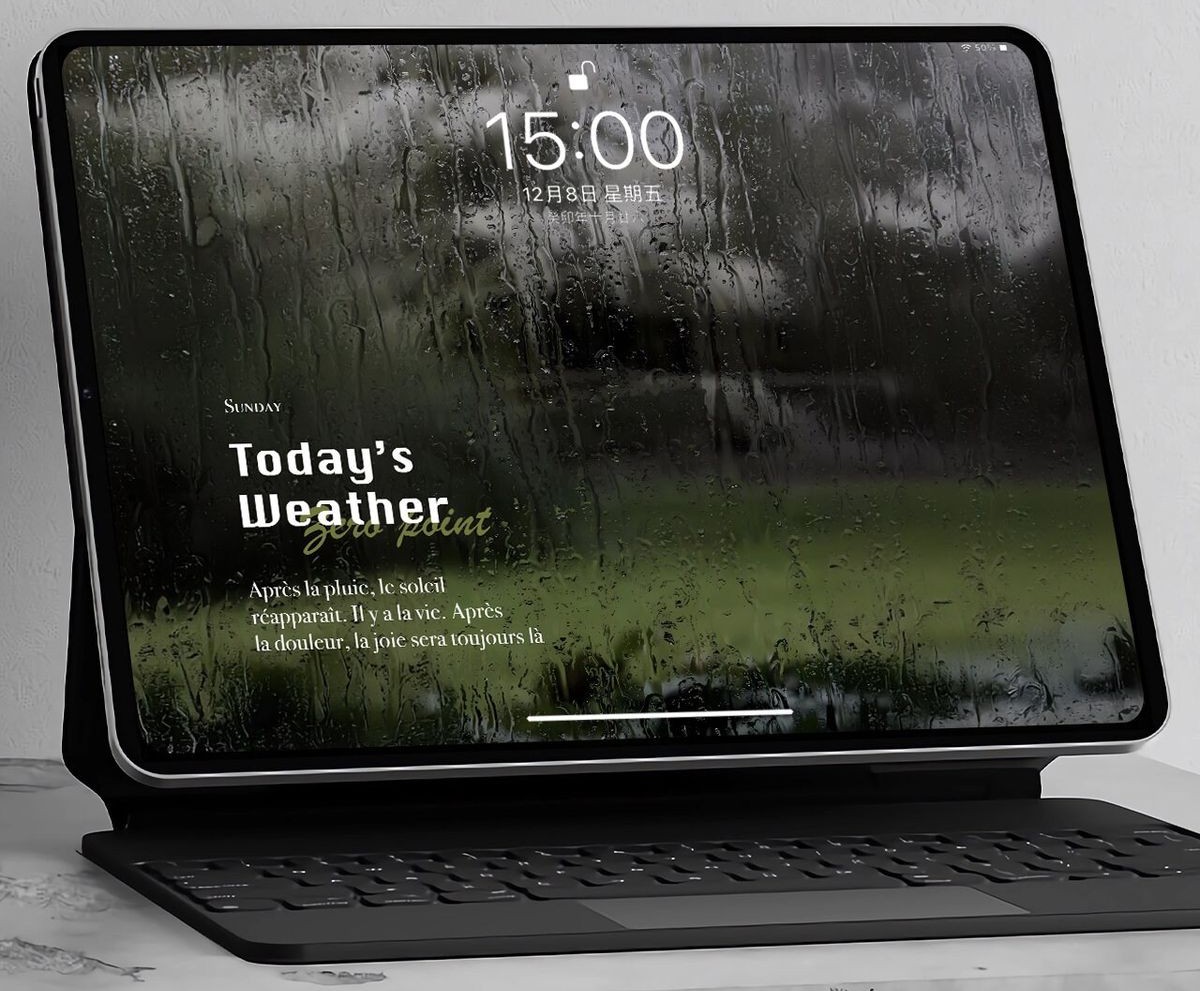 50%
15:00
12月8日 星期五
癸卯年十月廿六
SUNDAY
Today's
Weather
Zero point
Après la pluie, le soleil
réapparaît. Il y a la vie. Après
la douleur, la joie sera toujours là